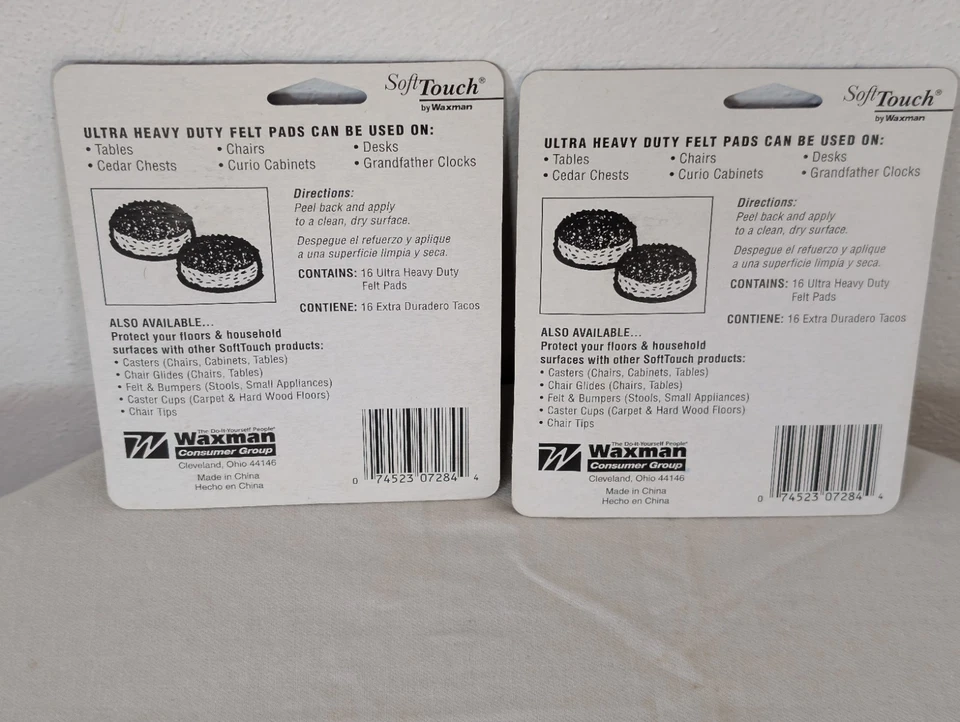 SoftTouch®
by Waxman
ULTRA HEAVY DUTY FELT PADS CAN BE USED ON:
• Tables • Chairs • Desks
• Cedar Chests • Curio Cabinets • Grandfather Clocks
Directions:
Peel back and apply
to a clean, dry surface.
Despegue el refuerzo y aplique
a una superficie limpia y seca.
CONTAINS: 16 Ultra Heavy Duty
Felt Pads
CONTIENE: 16 Extra Duradero Tacos
ALSO AVAILABLE...
Protect your floors & household
surfaces with other SoftTouch products:
• Casters (Chairs, Cabinets, Tables)
• Chair Glides (Chairs, Tables)
• Felt & Bumpers (Stools, Small Appliances)
• Caster Cups (Carpet & Hard Wood Floors)
• Chair Tips
The Do-It-Yourself People®
Waxman
Consumer Group
Cleveland, Ohio 44146
Made in China
Hecho en China
0 74523 07284 4
SoftTouch®
by Waxman
ULTRA HEAVY DUTY FELT PADS CAN BE USED ON:
• Tables • Chairs • Desks
• Cedar Chests • Curio Cabinets • Grandfather Clocks
Directions:
Peel back and apply
to a clean, dry surface.
Despegue el refuerzo y aplique
a una superficie limpia y seca.
CONTAINS: 16 Ultra Heavy Duty
Felt Pads
CONTIENE: 16 Extra Duradero Tacos
ALSO AVAILABLE...
Protect your floors & household
surfaces with other SoftTouch products:
• Casters (Chairs, Cabinets, Tables)
• Chair Glides (Chairs, Tables)
• Felt & Bumpers (Stools, Small Appliances)
• Caster Cups (Carpet & Hard Wood Floors)
• Chair Tips
The Do-It-Yourself People®
Waxman
Consumer Group
Cleveland, Ohio 44146
Made in China
Hecho en China
0 74523 07284 4